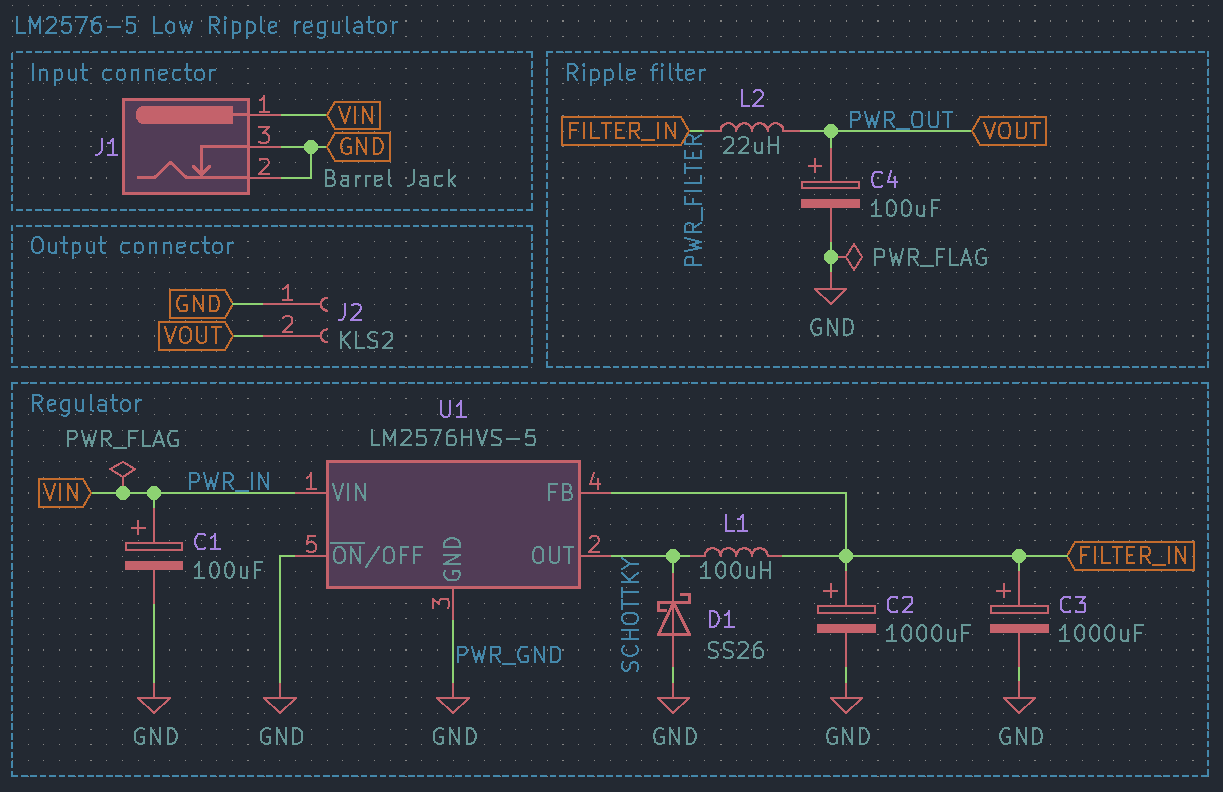 LM2576-5 Low Ripple regulator
Input connector
J1
1
3
2
VIN
GND
Barrel Jack
Output connector
GND
VOUT
1
2
J2
KLS2
Ripple filter
FILTER_IN
PWR_FILTER
L2
22uH
PWR_OUT
VOUT
+
C4
100uF
PWR_FLAG
GND
Regulator
PWR_FLAG
VIN
PWR_IN
+
C1
100uF
GND
U1
LM2576HVS-5
1
VIN
5
ON/OFF
GND
3
FB
4
OUT
2
GND
PWR_GND
GND
SCHOTTKY
L1
100uH
D1
SS26
GND
+
C2
1000uF
GND
+
C3
1000uF
GND
FILTER_IN